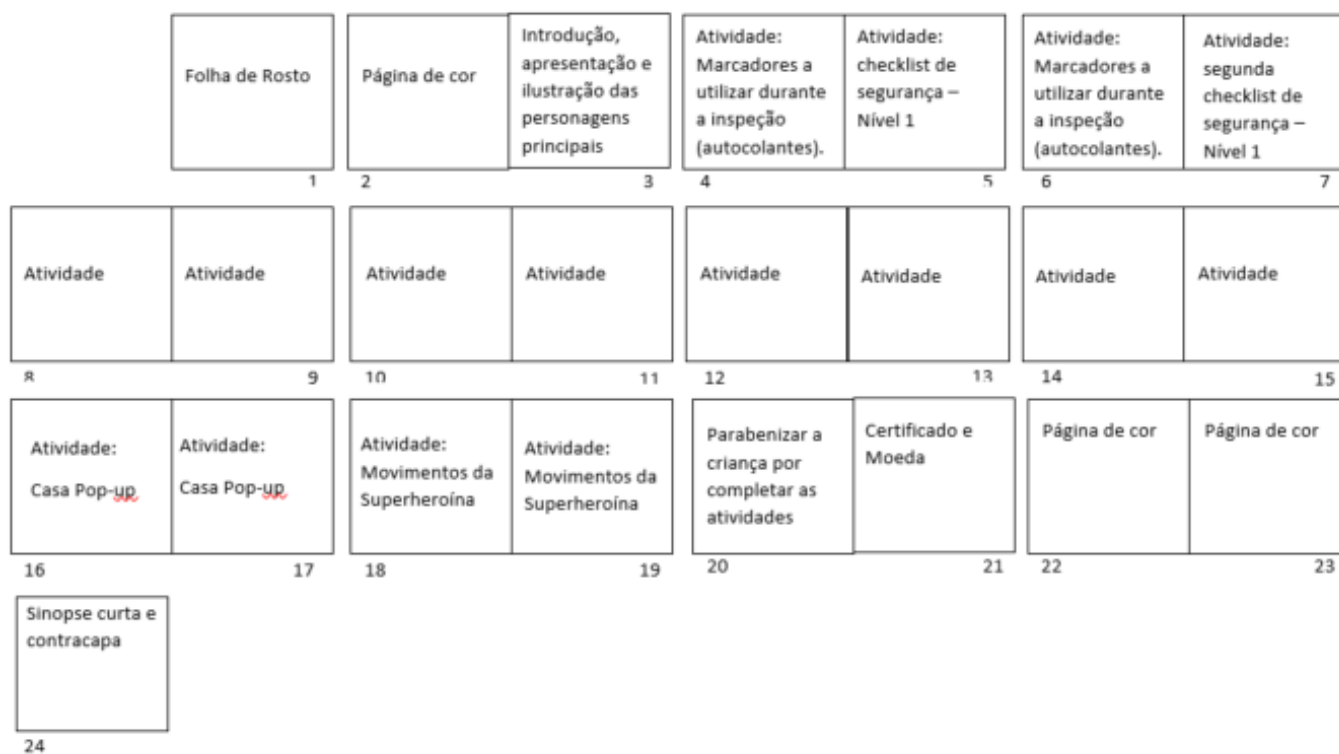 Folha de Rosto
1
Página de cor
2
Introdução,
apresentação e
ilustração das
personagens
principais
3
Atividade:
Marcadores a
utilizar durante
a inspeção
(autocolantes).
4
Atividade:
checklist de
segurança –
Nível 1
5
Atividade:
Marcadores a
utilizar durante
a inspeção
(autocolantes).
6
Atividade:
segunda
checklist de
segurança –
Nível 1
7
Atividade
8
Atividade
9
Atividade
10
Atividade
11
Atividade
12
Atividade
13
Atividade
14
Atividade
15
Atividade:
Casa Pop-up
16
Atividade:
Casa Pop-up
17
Atividade:
Movimentos da
Superheroína
18
Atividade:
Movimentos da
Superheroína
19
Parabenizar a
criança por
completar as
atividades
20
Certificado e
Moeda
21
Página de cor
22
Página de cor
23
Sinopse curta e
contracapa
24